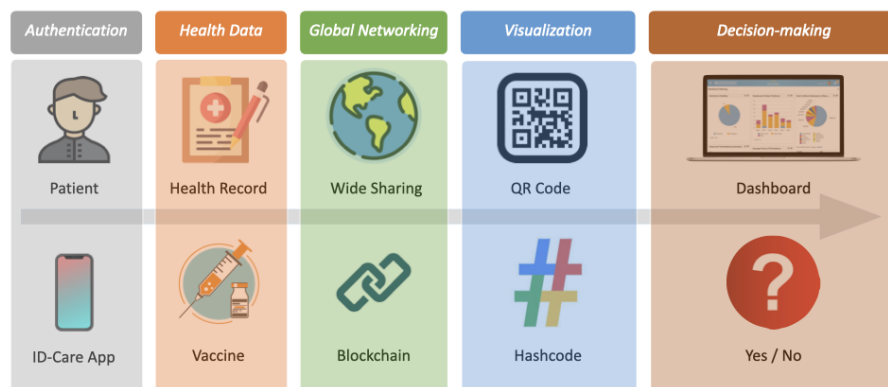 Authentication
Health Data
Global Networking
Visualization
Decision-making
Patient
Health Record
Wide Sharing
QR Code
Dashboard
ID-Care App
Vaccine
Blockchain
Hashcode
Yes / No